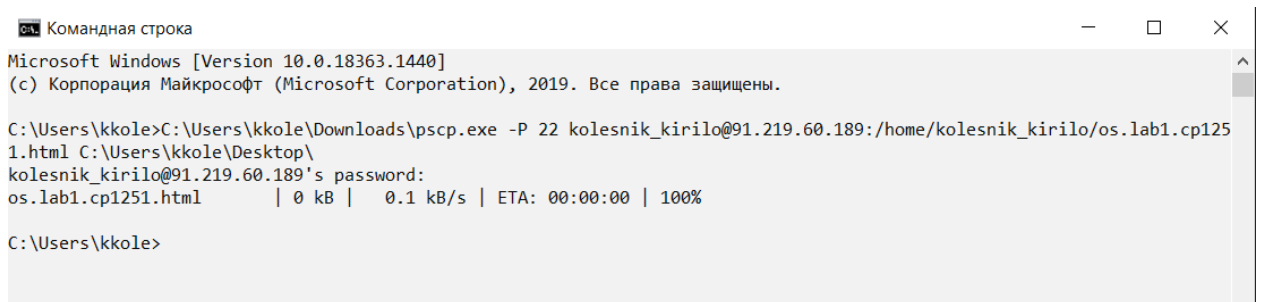 Командная строка
Microsoft Windows [Version 10.0.18363.1440]
(c) Корпорация Майкрософт (Microsoft Corporation), 2019. Все права защищены.
C:\Users\kkole>C:\Users\kkole\Downloads\pscp.exe -P 22 kolesnik_kirilo@91.219.60.189:/home/kolesnik_kirilo/os.lab1.cp125
1.html C:\Users\kkole\Desktop\
kolesnik_kirilo@91.219.60.189's password:
os.lab1.cp1251.html       | 0 kB |   0.1 kB/s | ETA: 00:00:00 | 100%
C:\Users\kkole>